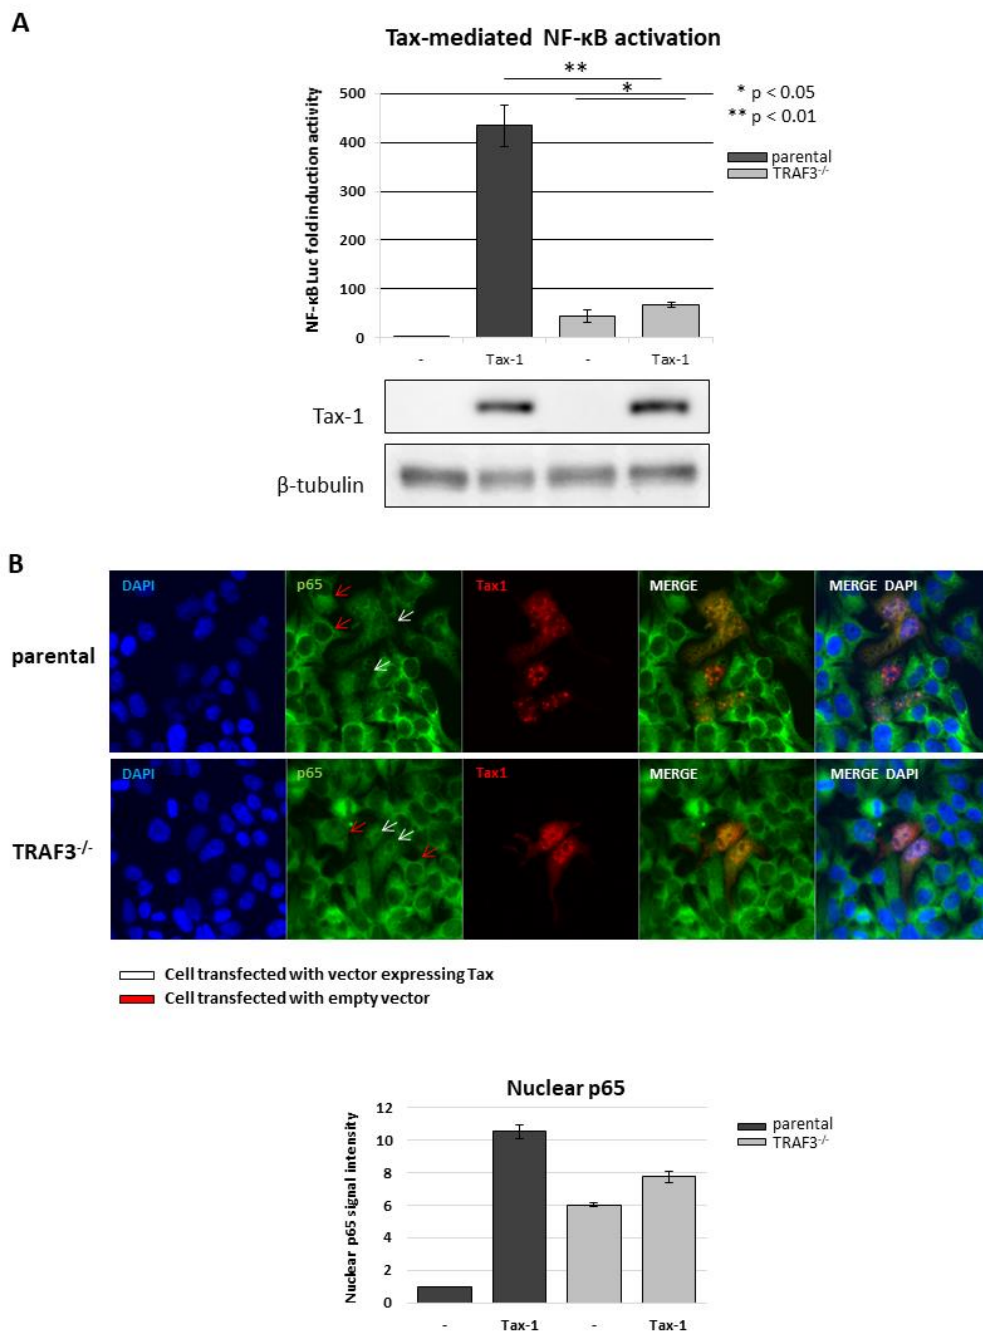 A
Tax-mediated NF-κB activation
**
*
* p < 0.05
** p < 0.01
parental
TRAF3-/-
NF-κB Luc fold induction activity
500
400
300
200
100
0
- Tax-1 - Tax-1
Tax-1
β-tubulin
B
DAPI p65 Tax1 MERGE MERGE DAPI
parental
DAPI p65 Tax1 MERGE MERGE DAPI
TRAF3-/-
Cell transfected with vector expressing Tax
Cell transfected with empty vector
Nuclear p65
parental
TRAF3-/-
Nuclear p65 signal intensity
12
10
8
6
4
2
0
- Tax-1 - Tax-1